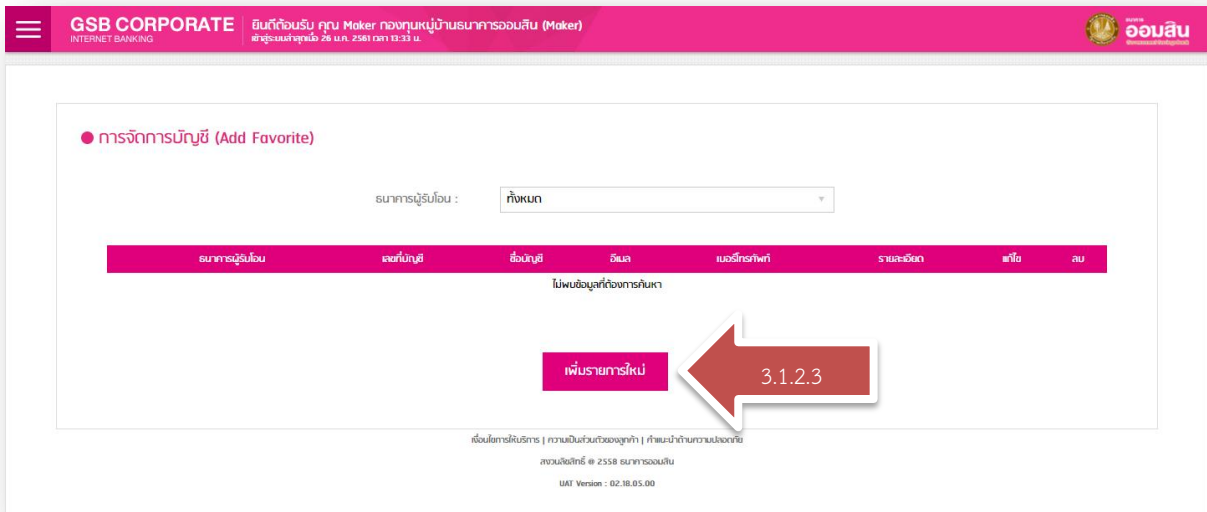 GSB CORPORATE
INTERNET BANKING
ยินดีต้อนรับ คุณ Maker กองทุนหมู่บ้านธนาคารออมสิน (Maker)
เข้าสู่ระบบล่าสุดเมื่อ 26 ม.ค. 2561 เวลา 13:33 น.
ธนาคาร
ออมสิน
การจัดการบัญชี (Add Favorite)
ธนาคารผู้รับโอน :
ทั้งหมด
ธนาคารผู้รับโอน เลขที่บัญชี ชื่อบัญชี อีเมล เบอร์โทรศัพท์ รายละเอียด แก้ไข ลบ
ไม่พบข้อมูลที่ต้องการค้นหา
เพิ่มรายการใหม่
3.1.2.3
เงื่อนไขการให้บริการ | ความเป็นส่วนตัวของลูกค้า | คำแนะนำด้านความปลอดภัย
สงวนลิขสิทธิ์ @ 2558 ธนาคารออมสิน
UAT Version : 02.18.05.00